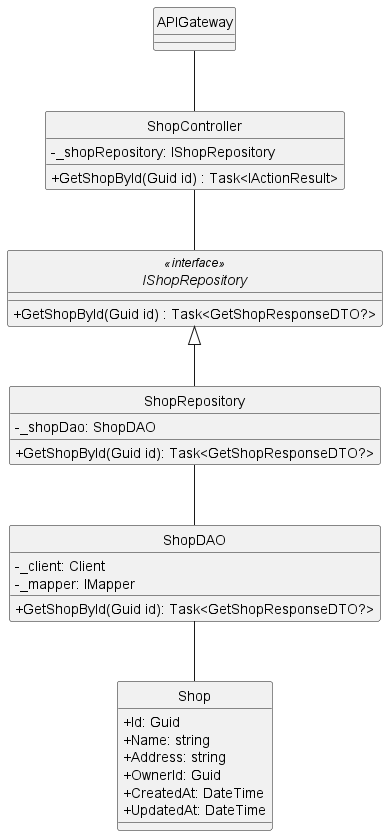 APIGateway
ShopController
-_shopRepository: IShopRepository
+GetShopById(Guid id) : Task<IActionResult>
«interface»
IShopRepository
+GetShopById(Guid id) : Task<GetShopResponseDTO?>
ShopRepository
-_shopDao: ShopDAO
+GetShopById(Guid id): Task<GetShopResponseDTO?>
ShopDAO
-_client: Client
-_mapper: IMapper
+GetShopById(Guid id): Task<GetShopResponseDTO?>
Shop
+Id: Guid
+Name: string
+Address: string
+OwnerId: Guid
+CreatedAt: DateTime
+UpdatedAt: DateTime